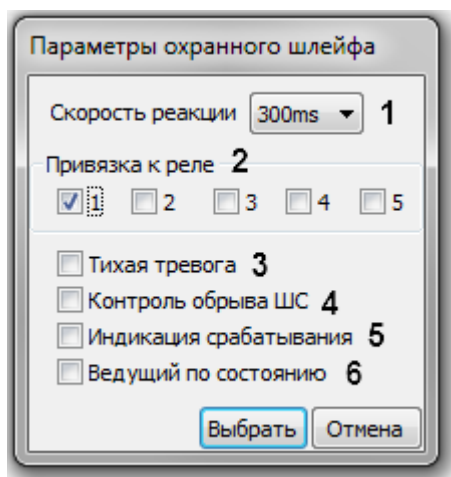 Параметры охранного шлейфа
Скорость реакции 300ms 1
Привязка к реле 2
1 2 3 4 5
Тихая тревога 3
Контроль обрыва ШС 4
Индикация срабатывания 5
Ведущий по состоянию 6
Выбрать Отмена